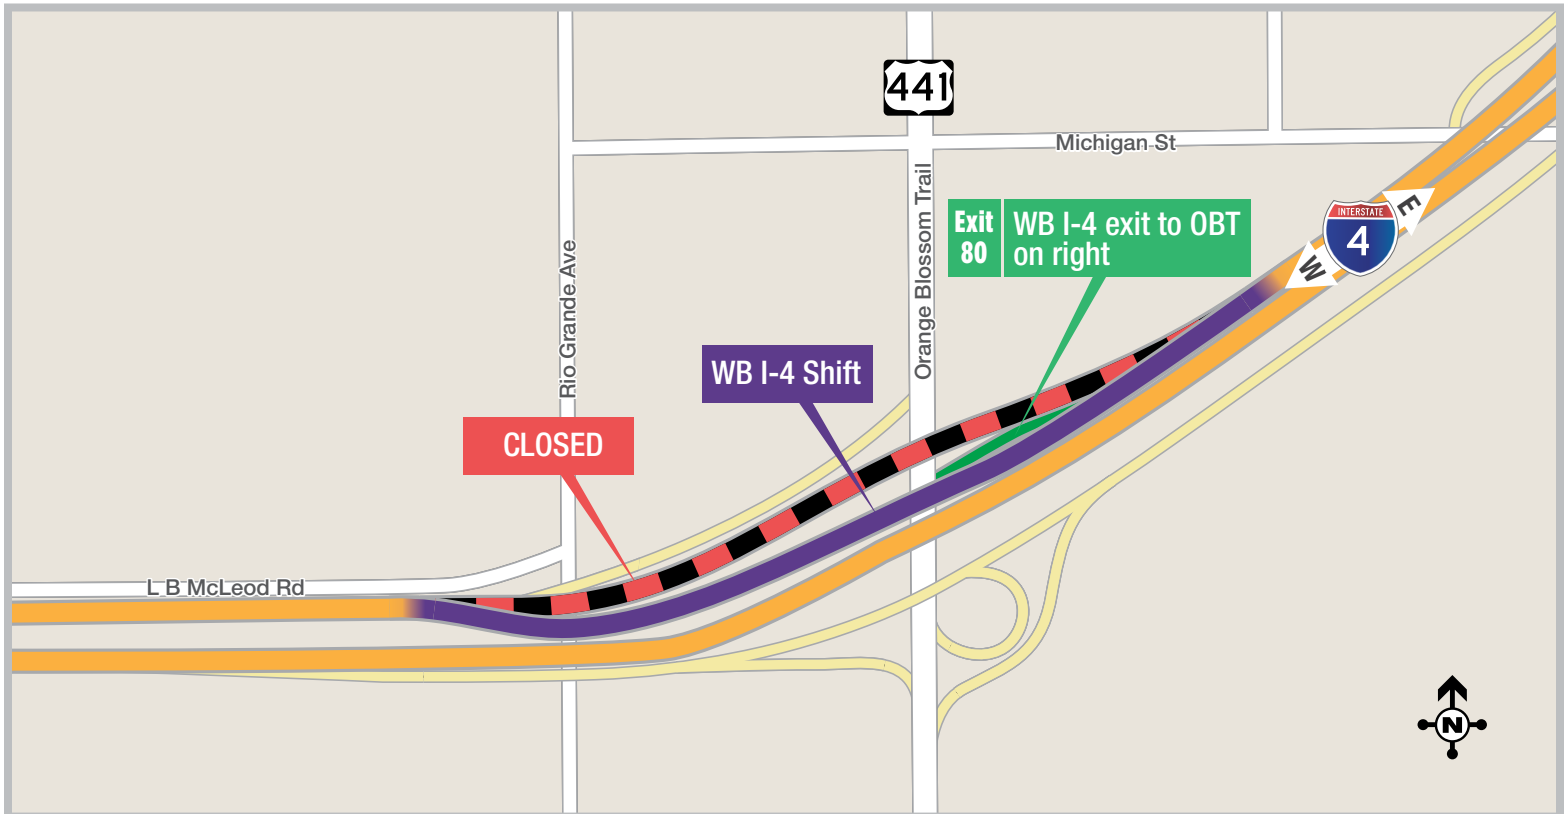 441
Michigan St
Orange Blossom Trail
Exit
80
WB I-4 exit to OBT
on right
INTERSTATE
4
E
W
Rio Grande Ave
WB I-4 Shift
CLOSED
L B McLeod Rd
N